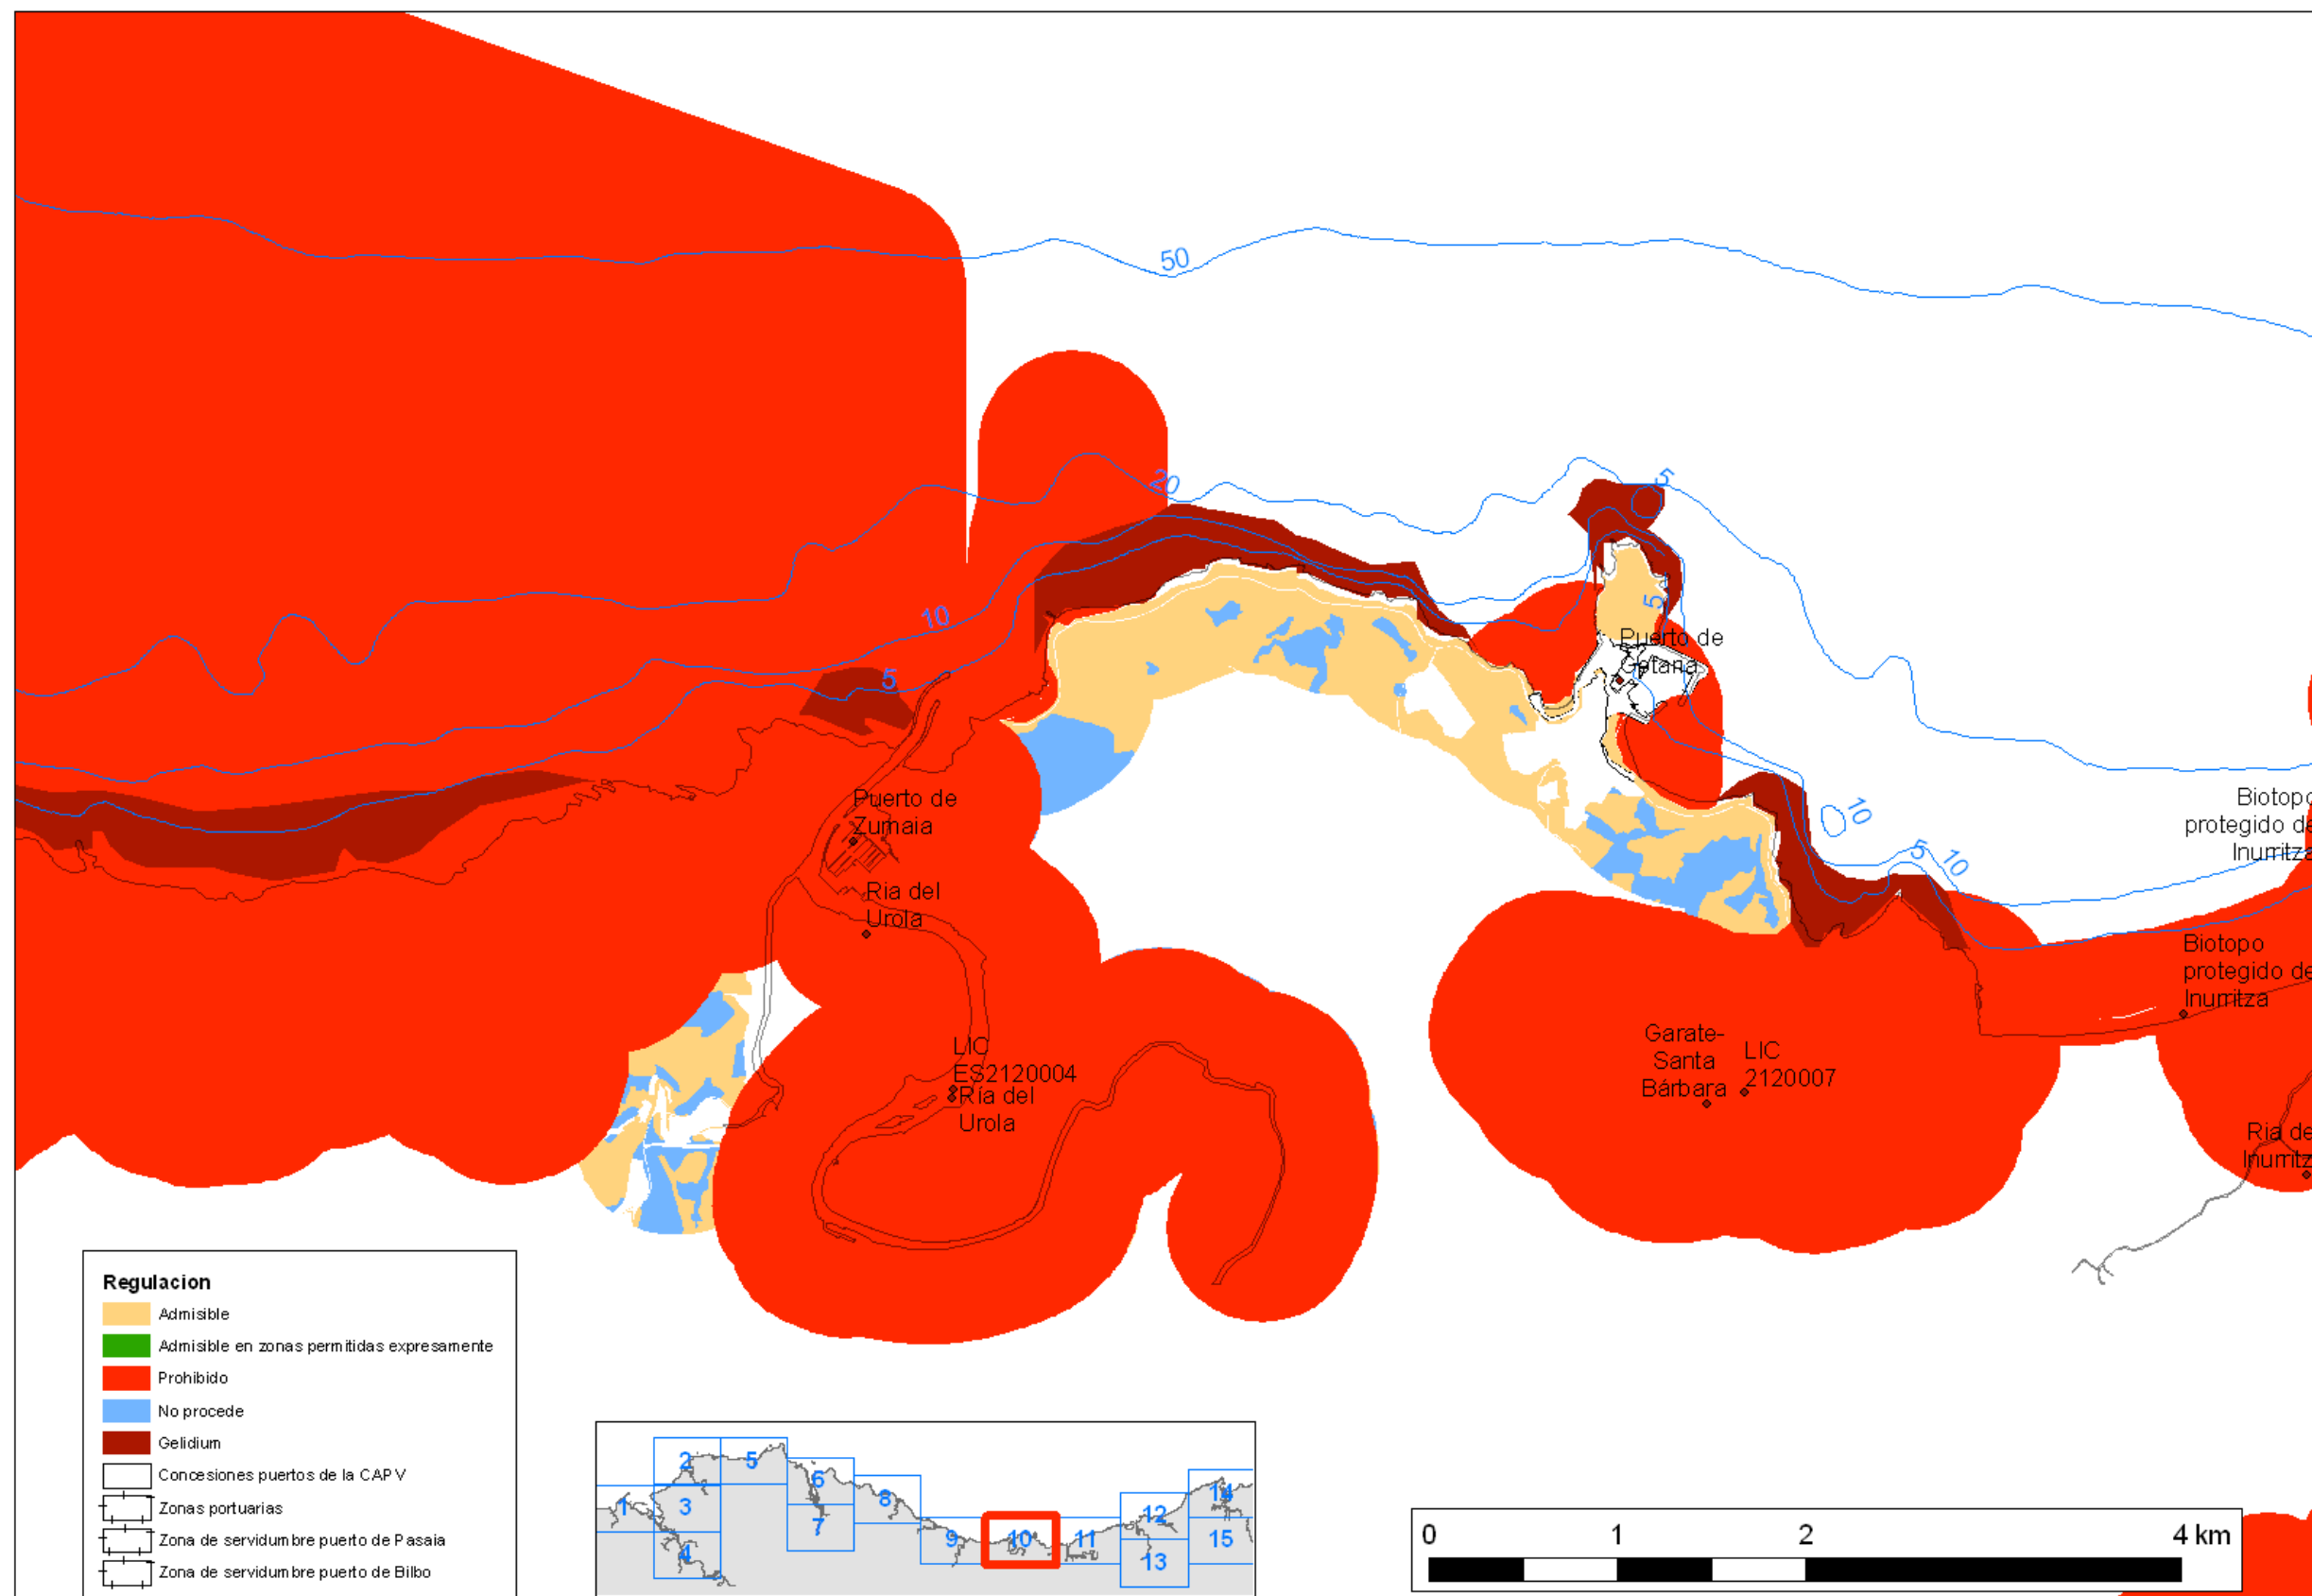 50
20
5
10
5
5
Puerto de
Getaria
10
5
10
Puerto de
Zumaia
Ria del
Urola
Biotopo
protegido de
Inurritza
Biotopo
protegido de
Inurritza
LIC
ES2120004
Ría del
Urola
Garate-
Santa
Bárbara
LIC
2120007
Ria de
Inurritz
Regulacion
Admisible
Admisible en zonas permitidas expresamente
Prohibido
No procede
Gelidium
Concesiones puertos de la CAPV
Zonas portuarias
Zona de servidumbre puerto de Pasaia
Zona de servidumbre puerto de Bilbo
1
2
3
4
5
6
7
8
9
10
11
12
13
14
15
0 1 2 4 km